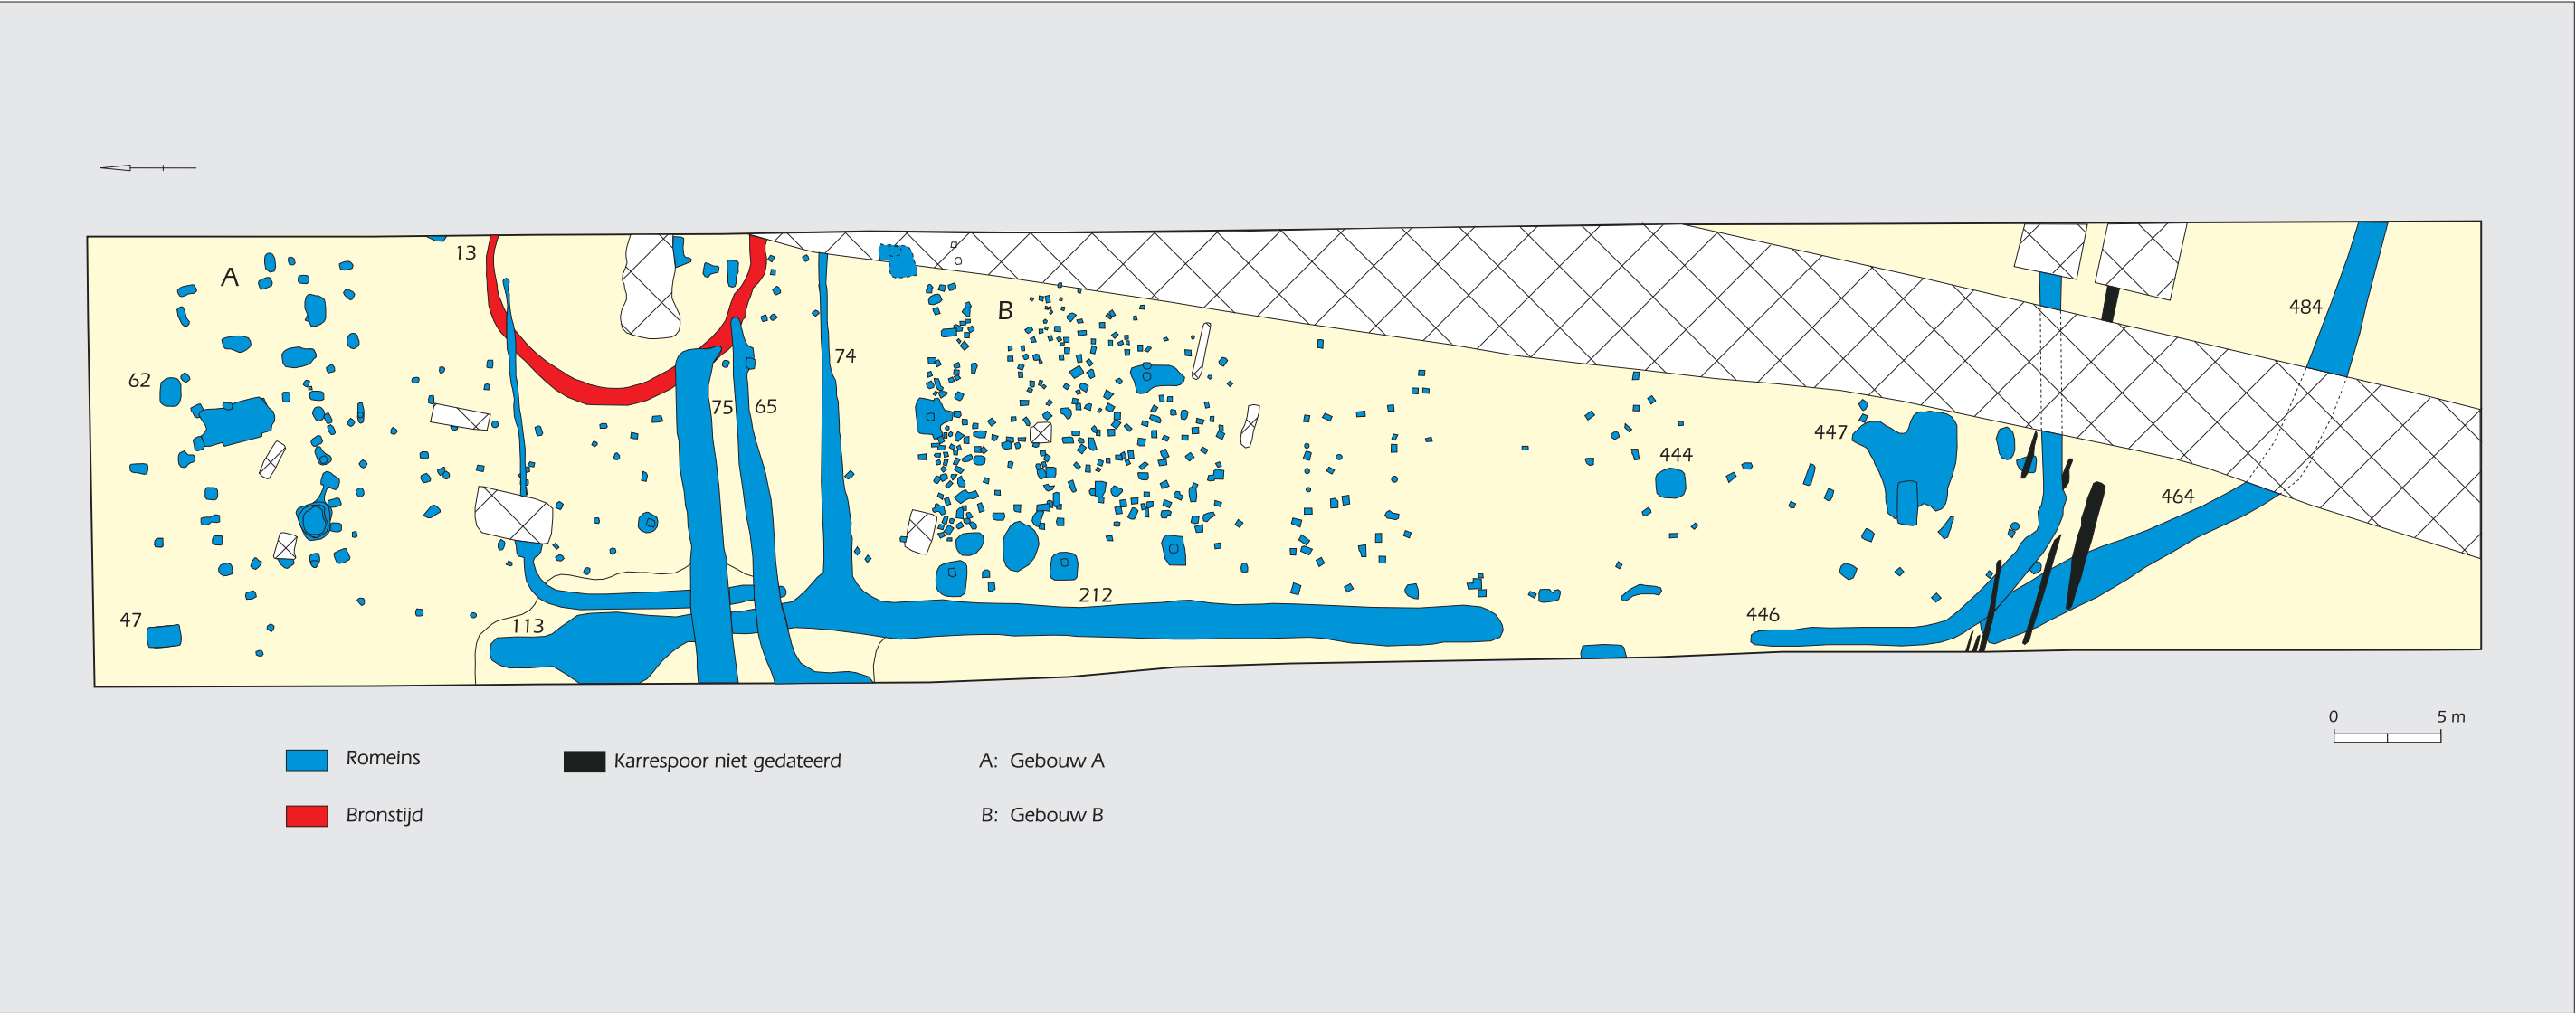 13
A
B
484
62
74
75
65
447
444
464
47
113
212
446
0 5 m
Romeins
Karrespoor niet gedateerd
A: Gebouw A
Bronstijd
B: Gebouw B